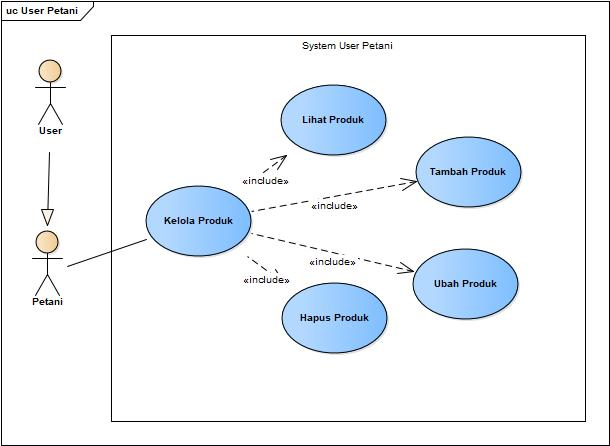 uc User Petani
System User Petani
User
Lihat Produk
Tambah Produk
«include»
«include»
Kelola Produk
Petani
«include»
«include»
Ubah Produk
Hapus Produk